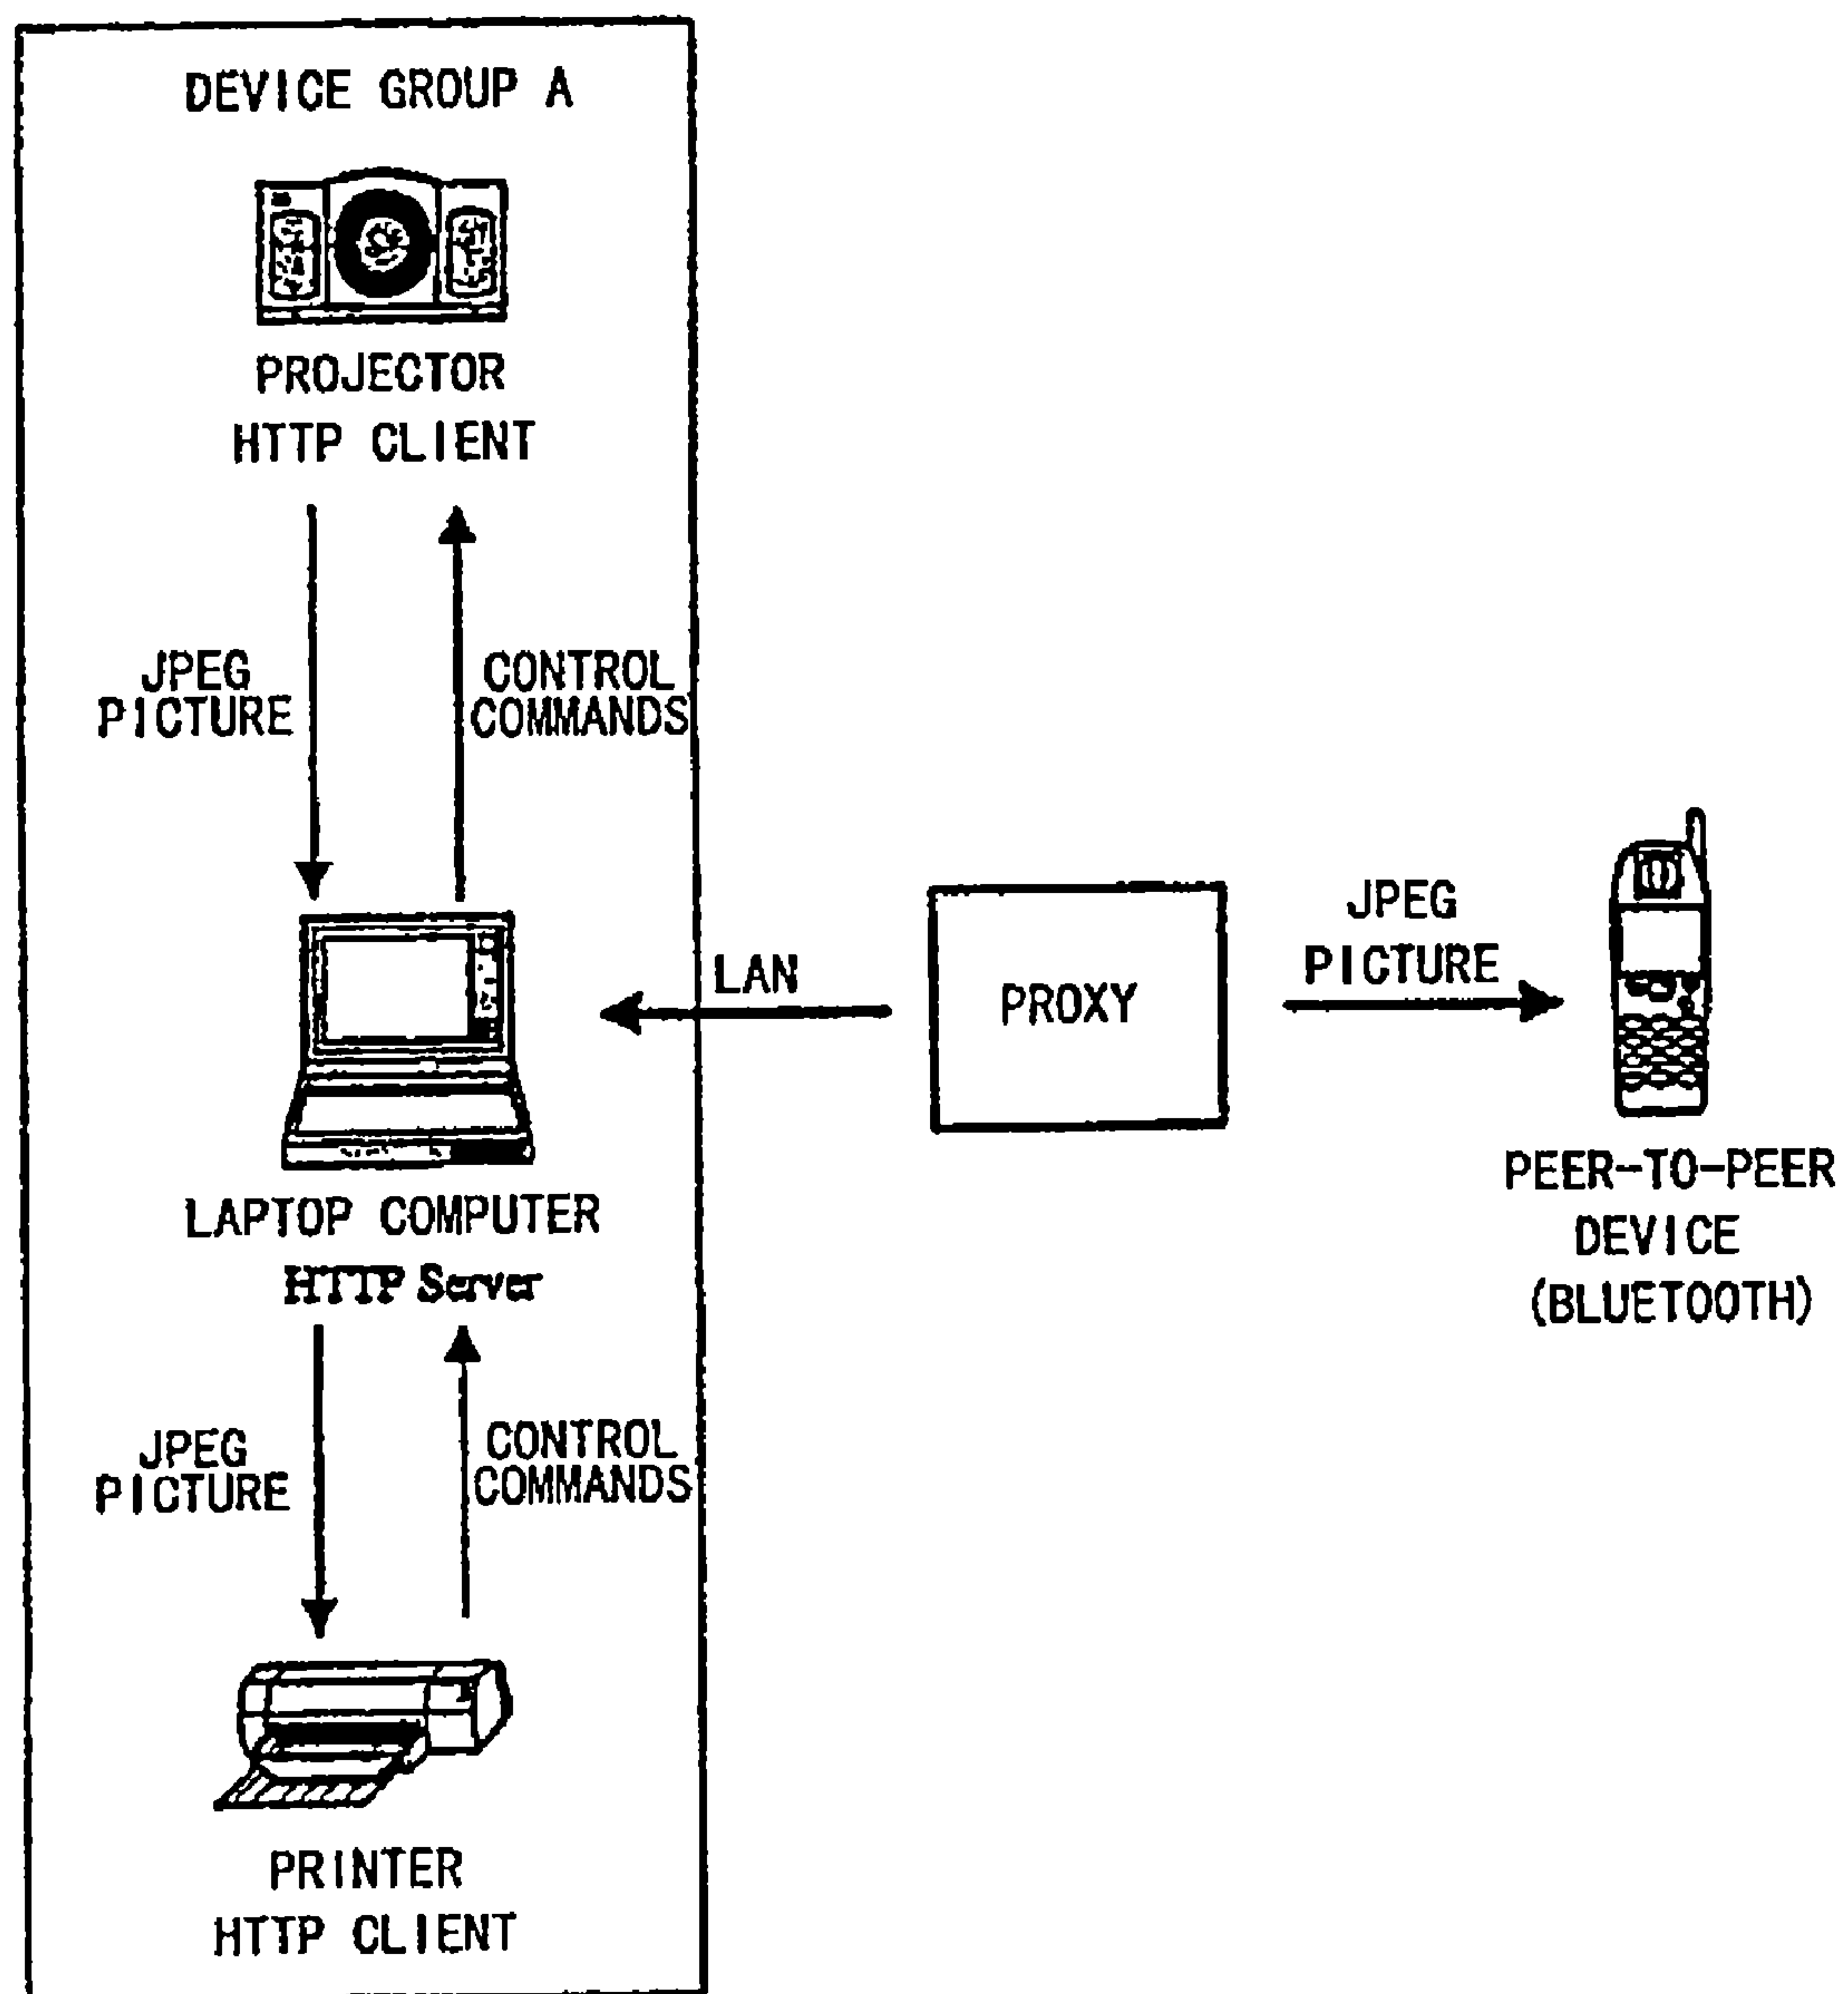 DEVICE GROUP A
PROJECTOR
HTTP CLIENT
JPEG
PICTURE
CONTROL
COMMANDS
LAPTOP COMPUTER
HTTP Server
JPEG
PICTURE
CONTROL
COMMANDS
PRINTER
HTTP CLIENT
LAN
PROXY
JPEG
PICTURE
PEER-TO-PEER
DEVICE
(BLUETOOTH)